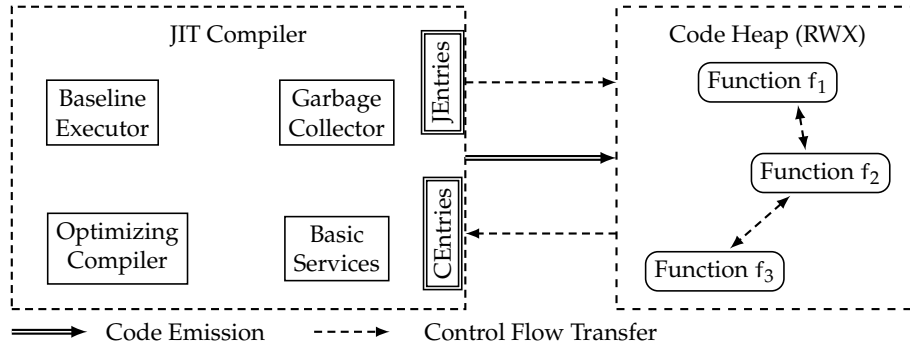 JIT Compiler
Baseline
Executor
Garbage
Collector
JEntries
Optimizing
Compiler
Basic
Services
CEntries
Code Heap (RWX)
Function f₁
Function f₂
Function f₃
Code Emission
Control Flow Transfer